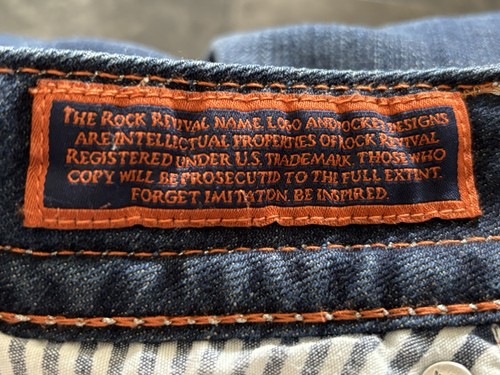 THE ROCK REVIVAL NAME, LOGO AND POCKET DESIGNS
ARE INTELLECTUAL PROPERTIES OF ROCK REVIVAL
REGISTERED UNDER U.S. TRADEMARK. THOSE WHO
COPY WILL BE PROSECUTED TO THE FULL EXTENT.
FORGET, IMITATION. BE INSPIRED.